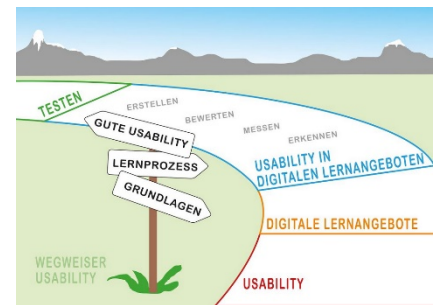 TESTEN
ERSTELLEN
BEWERTEN
MESSEN
ERKENNEN
GUTE USABILITY
LERNPROZESS
GRUNDLAGEN
USABILITY IN
DIGITALEN LERNANGEBOTEN
DIGITALE LERNANGEBOTE
WEGWEISER
USABILITY
USABILITY